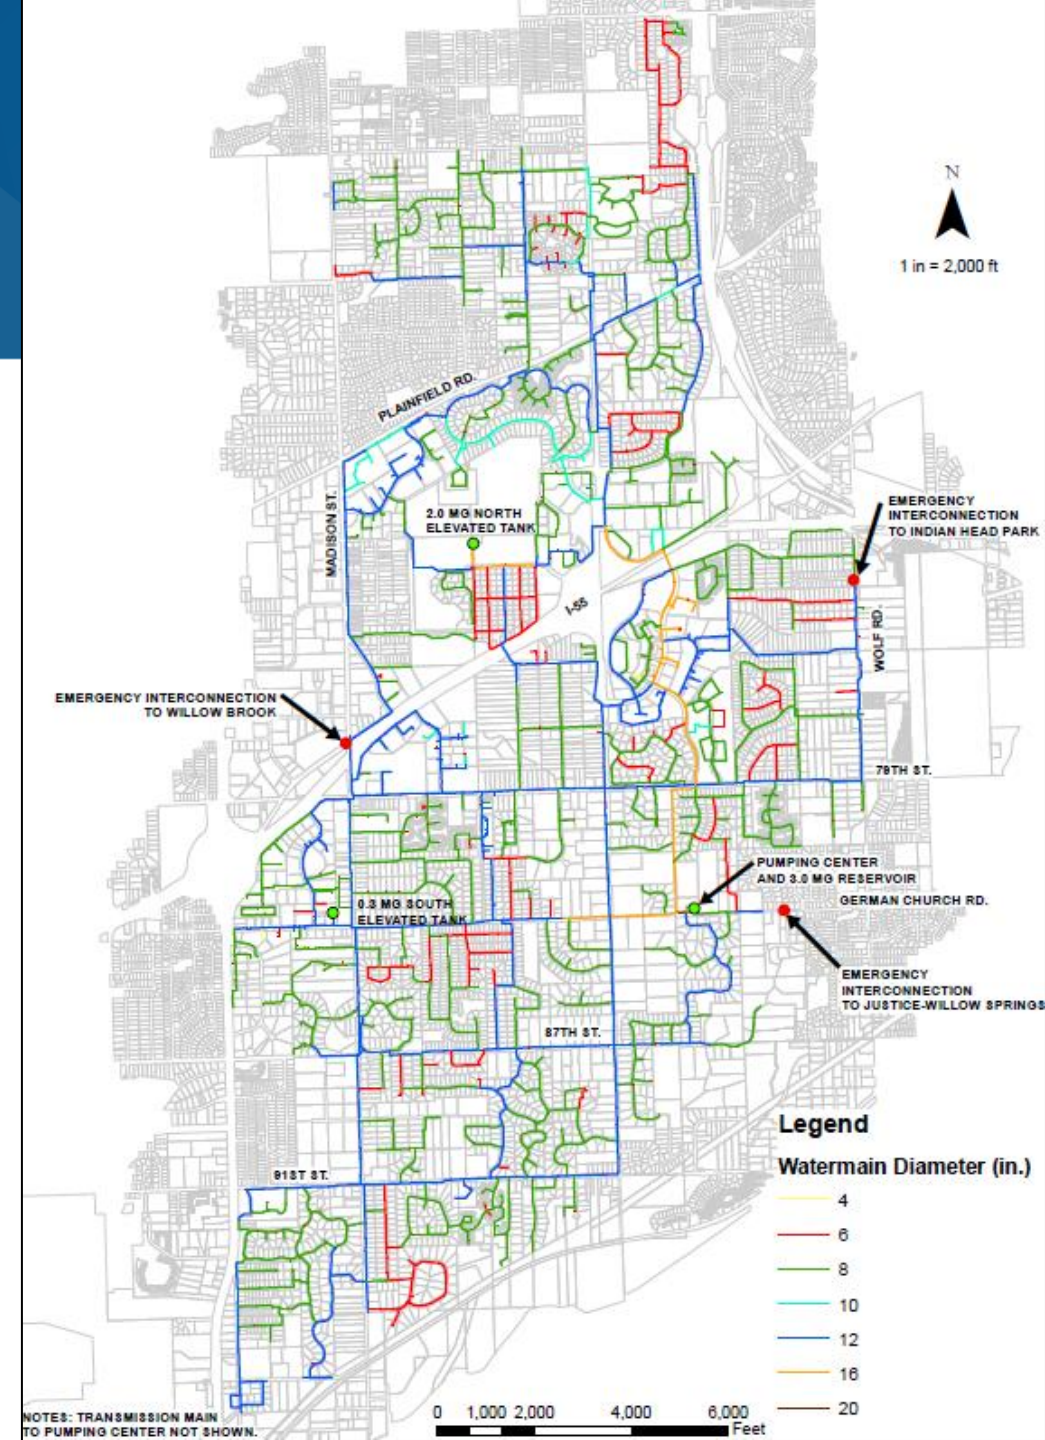 N
1 in = 2,000 ft
PLAINFIELD RD.
MADISON ST.
2.0 MG NORTH
ELEVATED TANK
EMERGENCY
INTERCONNECTION
TO INDIAN HEAD PARK
I-55
WOLF RD.
EMERGENCY INTERCONNECTION
TO WILLOW BROOK
79TH ST.
PUMPING CENTER
AND 3.0 MG RESERVOIR
GERMAN CHURCH RD.
0.3 MG SOUTH
ELEVATED TANK
EMERGENCY
INTERCONNECTION
TO JUSTICE-WILLOW SPRINGS
87TH ST.
91ST ST.
Legend
Watermain Diameter (in.)
4
6
8
10
12
16
20
NOTES: TRANSMISSION MAIN
TO PUMPING CENTER NOT SHOWN.
0 1,000 2,000 4,000 6,000
Feet